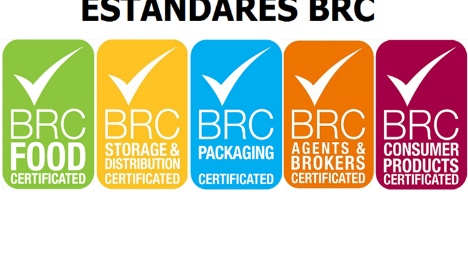 ESTANDARES BRC
BRC
FOOD
CERTIFICATED
BRC
STORAGE &
DISTRIBUTION
CERTIFICATED
BRC
PACKAGING
CERTIFICATED
BRC
AGENTS &
BROKERS
CERTIFICATED
BRC
CONSUMER
PRODUCTS
CERTIFICATED